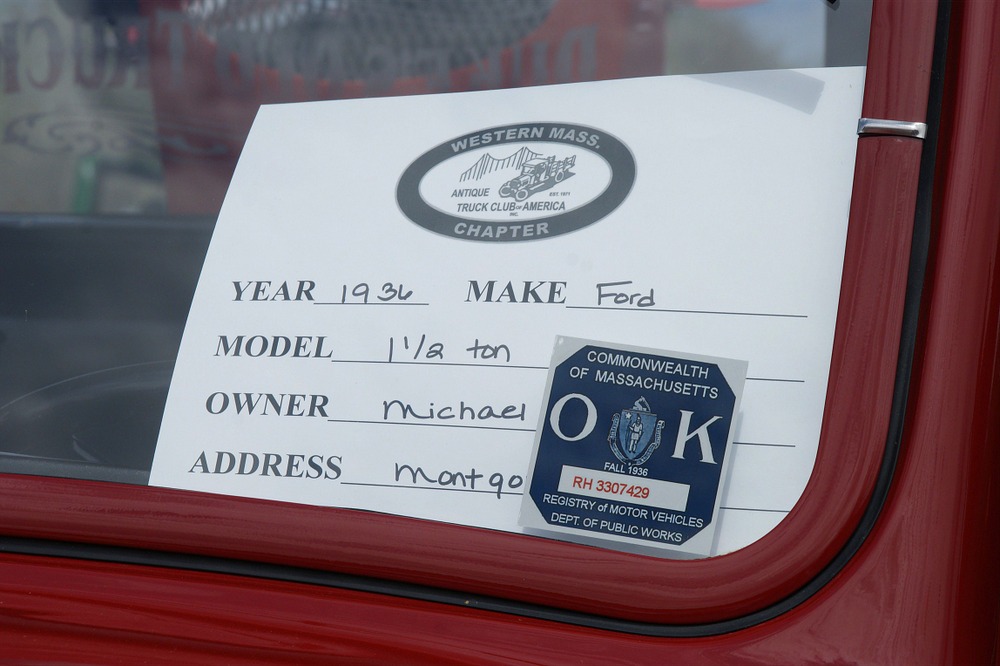 WESTERN MASS.
ANTIQUE EST. 1971
TRUCK CLUB OF AMERICA
INC.
CHAPTER
YEAR 1936 MAKE Ford
MODEL 1 1/2 ton
OWNER Michael
ADDRESS Montgo
COMMONWEALTH
OF MASSACHUSETTS
O K
FALL 1936
RH 3307429
REGISTRY of MOTOR VEHICLES
DEPT. OF PUBLIC WORKS